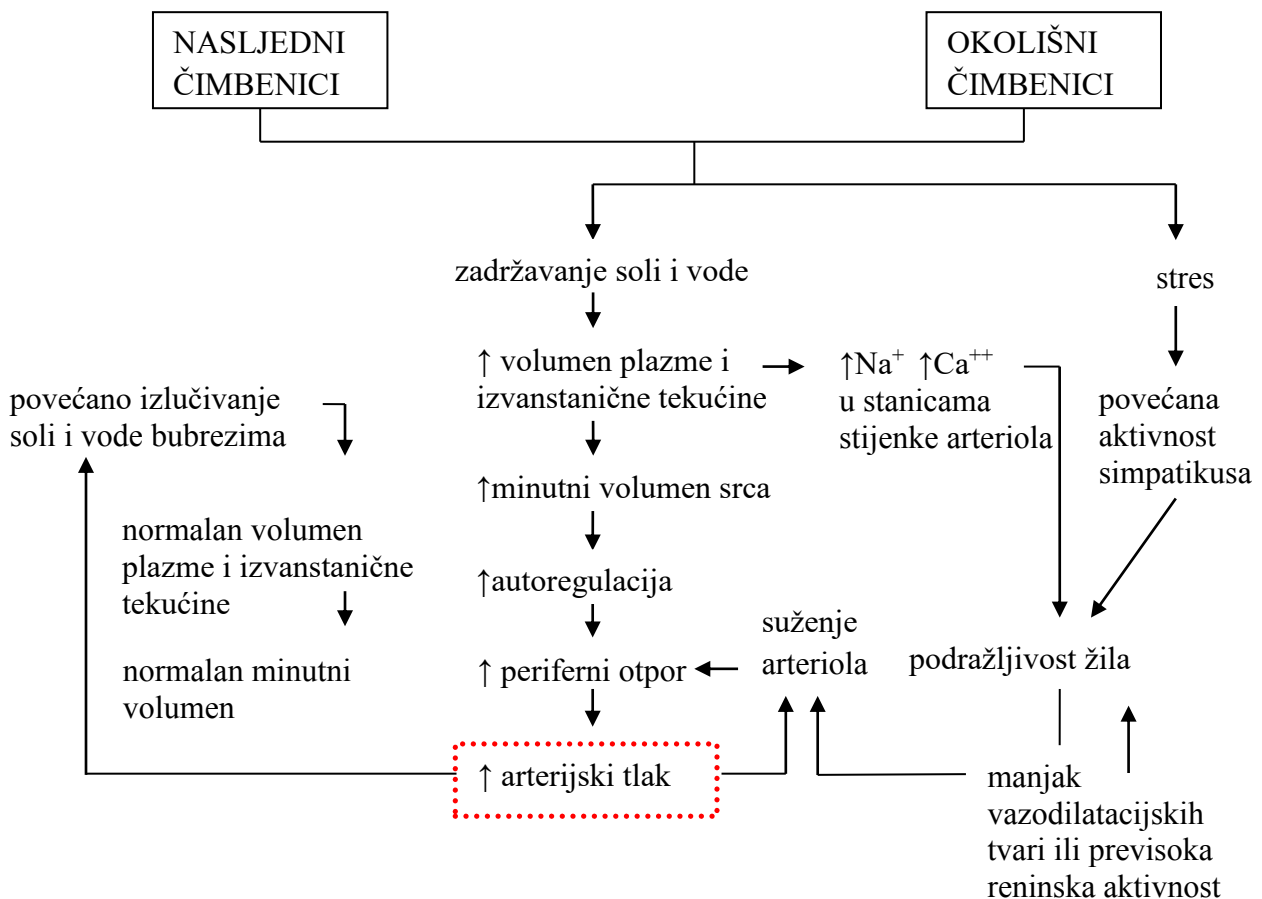 NASLJEDNI
ČIMBENICI
OKOLIŠNI
ČIMBENICI
zadržavanje soli i vode
stres
↑ volumen plazme i
izvanstanične tekućine
↑Na⁺ ↑Ca⁺⁺
u stanicama
stijenke arteriola
povećana
aktivnost
simpatikusa
povećano izlučivanje
soli i vode bubrezima
↑minutni volumen srca
normalan volumen
plazme i izvanstanične
tekućine
↑autoregulacija
suženje
arteriola
podražljivost žila
↑ periferni otpor
normalan minutni
volumen
↑ arterijski tlak
manjak
vazodilatacijskih
tvari ili previsoka
reninska aktivnost